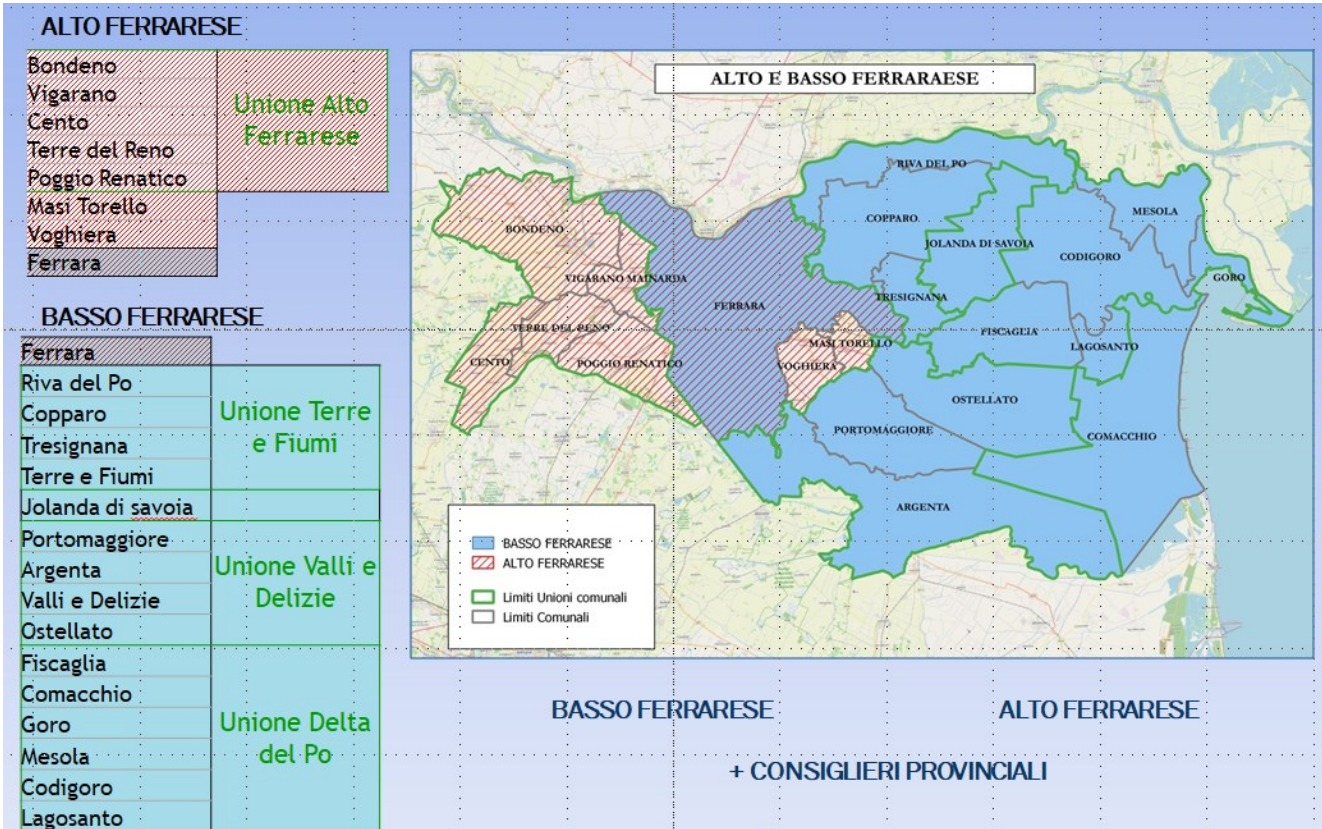 ALTO FERRARESE
Bondeno
Vigarano
Cento
Terre del Reno
Poggio Renatico
Masi Torello
Voghiera
Ferrara
Unione Alto
Ferrarese
BASSO FERRARESE
Ferrara
Riva del Po
Copparo
Tresignana
Terre e Fiumi
Jolanda di savoia
Portomaggiore
Argenta
Valli e Delizie
Ostellato
Fiscaglia
Comacchio
Goro
Mesola
Codigoro
Lagosanto
Unione Terre
e Fiumi
Unione Valli e
Delizie
Unione Delta
del Po
ALTO E BASSO FERRARAESE
RIVA DEL PO
MESOLA
COPPARO
BONDENO
JOLANDA DI SAVOIA
CODIGORO
VIGARANO MAINARDA
GORO
TRESIGNANA
FERRARA
TERRE DEL RENO
FISCAGLIA
MASI TORELLO
LAGOSANTO
CENTO
POGGIO RENATICO
VOGHIERA
OSTELLATO
PORTOMAGGIORE
COMACCHIO
ARGENTA
BASSO FERRARESE
ALTO FERRARESE
Limiti Unioni comunali
Limiti Comunali
BASSO FERRARESE
ALTO FERRARESE
+ CONSIGLIERI PROVINCIALI